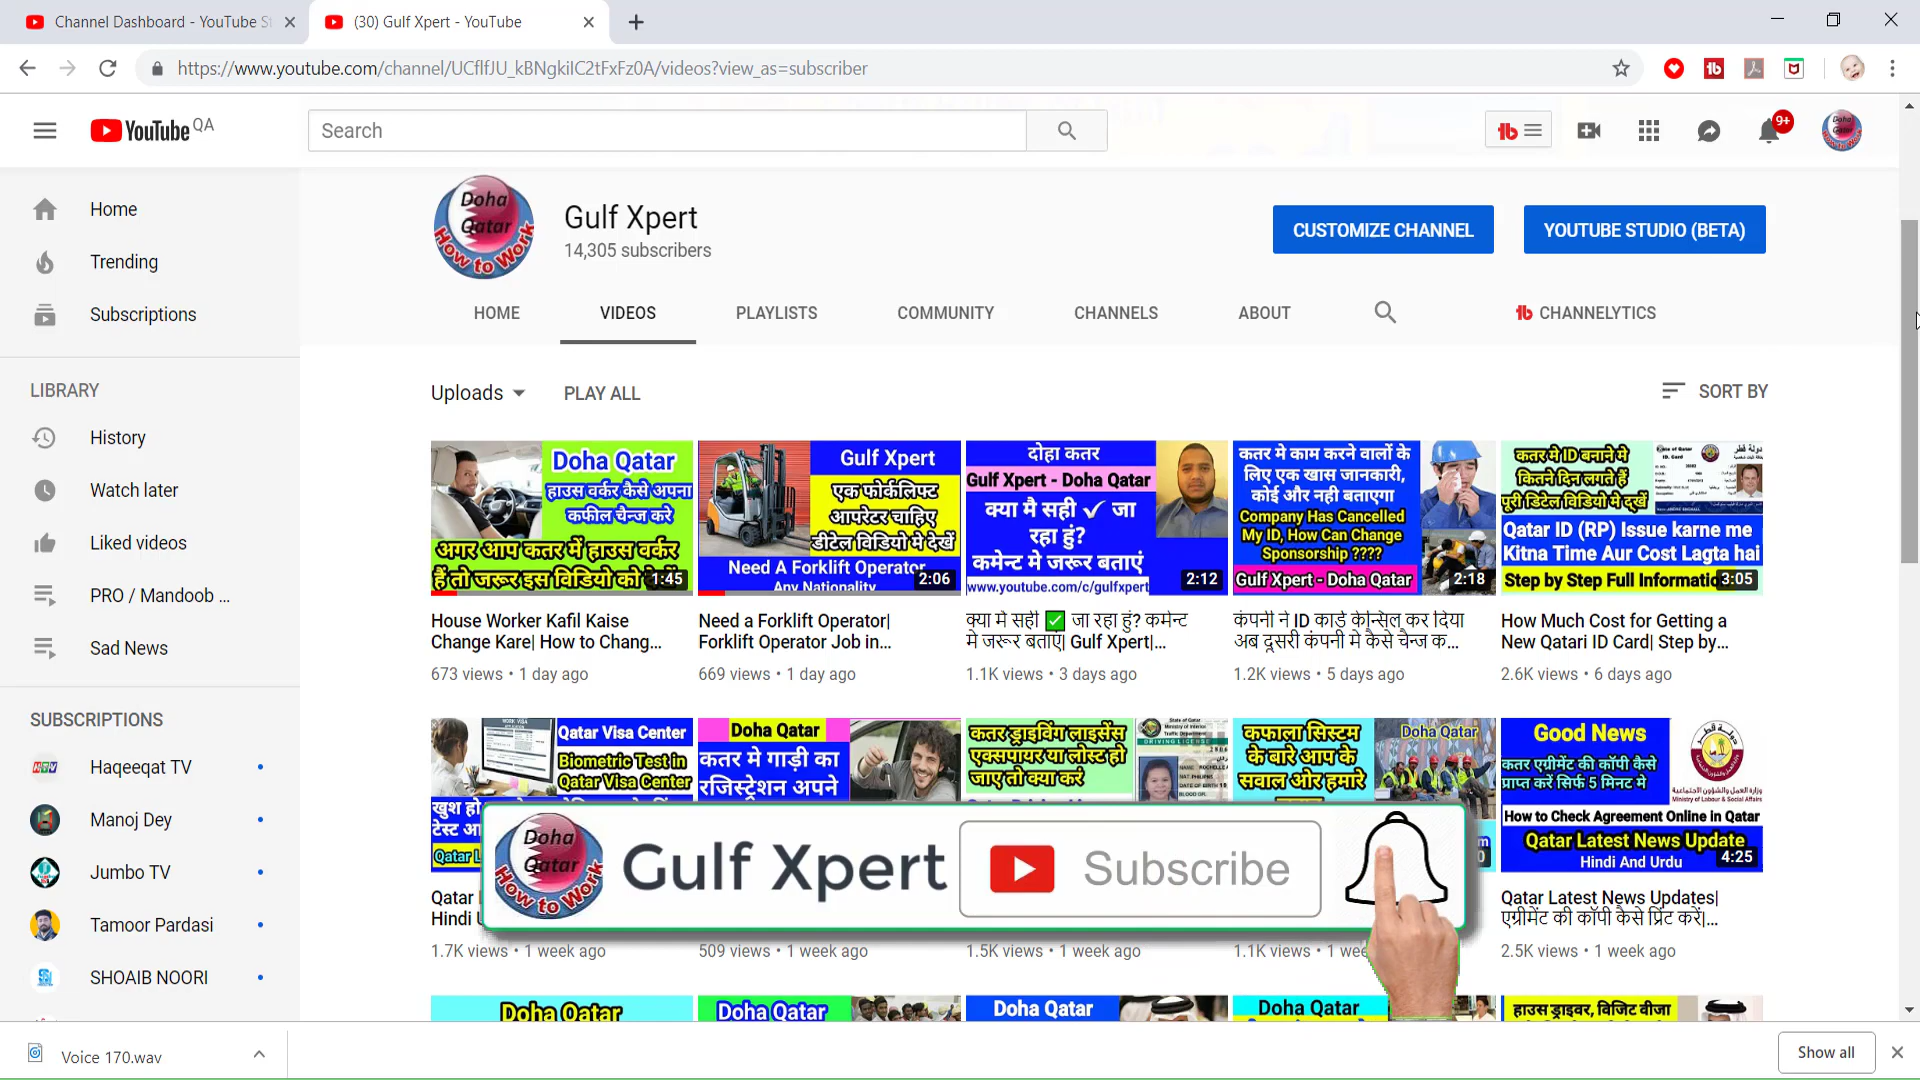 Channel Dashboard - YouTube St
(30) Gulf Xpert - YouTube
https://www.youtube.com/channel/UCflfJU_kBNgkilC2tFxFz0A/videos?view_as=subscriber
YouTube QA
Search
9+
Home
Trending
Subscriptions
LIBRARY
History
Watch later
Liked videos
PRO / Mandoob ...
Sad News
SUBSCRIPTIONS
Haqeeqat TV
Manoj Dey
Jumbo TV
Tamoor Pardasi
SHOAIB NOORI
Doha
Qatar
How to Work
Gulf Xpert
14,305 subscribers
CUSTOMIZE CHANNEL
YOUTUBE STUDIO (BETA)
HOME
VIDEOS
PLAYLISTS
COMMUNITY
CHANNELS
ABOUT
CHANNELYTICS
Uploads
PLAY ALL
SORT BY
Doha Qatar
हाउस वर्कर कैसे अपना
कफील चैन्ज करे
अगर आप कतर में हाउस वर्कर
हैं तो जरूर इस विडियो को
1:45
Gulf Xpert
एक फोर्कलिफ्ट
आपरेटर चाहिए
डीटेल विडियो मे देखें
Need A Forklift Operator
Any Nationality
2:06
दोहा कतर
Gulf Xpert - Doha Qatar
क्या मै सही ✓ जा
रहा हुं?
कमेन्ट मे जरूर बताएं
www.youtube.com/c/gulfxpert
2:12
कतर मे काम करने वालों के
लिए एक खास जानकारी,
कोई और नही बताएगा
Company Has Cancelled
My ID, How Can Change
Sponsorship ????
Gulf Xpert - Doha Qatar
2:18
कतर मे ID बनाने मे
कितने दिन लगते हैं
पूरी डिटेल विडियो मे देखें
دولة قطر
Qatar ID (RP) Issue karne me
Kitna Time Aur Cost Lagta hai
Step by Step Full Informatio
3:05
House Worker Kafil Kaise
Change Kare| How to Chang...
673 views • 1 day ago
Need a Forklift Operator|
Forklift Operator Job in...
669 views • 1 day ago
क्या मे सही ✅ जा रहा हुं? कमेन्ट
मे जरूर बताएं| Gulf Xpert|...
1.1K views • 3 days ago
कंपनी ने ID कार्ड केन्सिल कर दिया
अब दूसरी कंपनी मे कैसे चैन्ज क...
1.2K views • 5 days ago
How Much Cost for Getting a
New Qatari ID Card| Step by...
2.6K views • 6 days ago
Qatar Visa Center
Biometric Test in
Qatar Visa Center
खुश हो
टेस्ट
Qatar
Doha Qatar
कतर मे गाड़ी का
रजिस्ट्रेशन अपने
कतर ड्राइविंग लाइसेंस
एक्सपायर या लोस्ट हो
जाए तो क्या करे
DRIVING LICENSE
कफाला सिस्टम
के बारे आप के
सवाल ओर हमारे
Doha Qatar
Good News
कतर एग्रीमेंट की कॉपी कैसे
प्राप्त करें सिर्फ 5 मिनट मे
How to Check Agreement Online in Qatar
Qatar Latest News Update
Hindi And Urdu
4:25
Doha
Qatar
How to Work
Gulf Xpert
Subscribe
Qatar
Hindi
1.7K views • 1 week ago
509 views • 1 week ago
1.5K views • 1 week ago
1.1K views • 1 wee
Qatar Latest News Updates|
एग्रीमेंट की कॉपी कैसे प्रिंट करें|...
2.5K views • 1 week ago
Doha Qatar
Doha Qatar
Doha Qatar
Doha Qatar
हाउस ड्राइवर, विजिट वीजा
Voice 170.wav
Show all